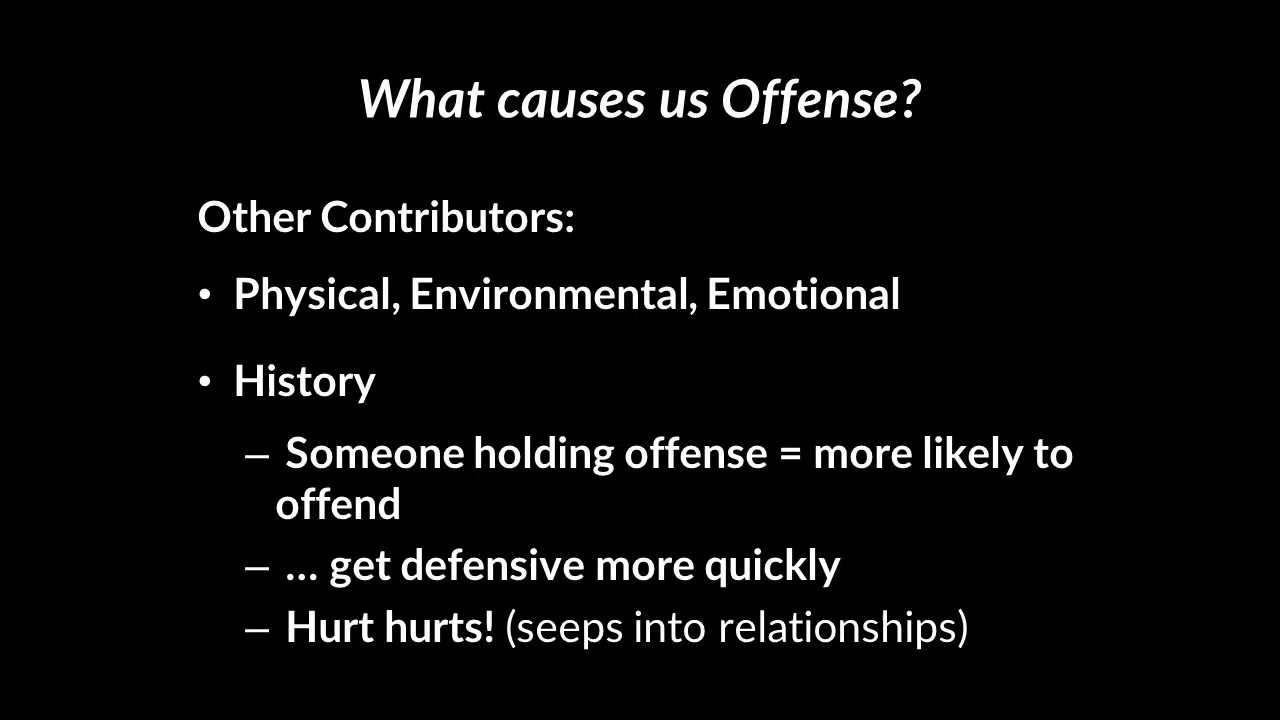 What causes us Offense?
Other Contributors:
• Physical, Environmental, Emotional
• History
– Someone holding offense = more likely to
offend
– ... get defensive more quickly
– Hurt hurts! (seeps into relationships)